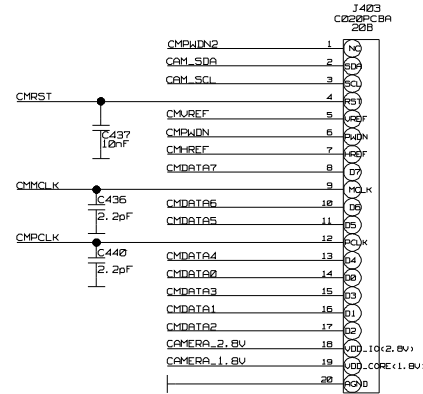 J403
C020PCBA
20B
CMPWDN2 1 NC
CAM_SDA 2 SDA
CAM_SCL 3 SCL
CMRST 4 RST
CMVREF 5 VREF
C437
10nF
CMPWDN 6 PWDN
CMHREF 7 HREF
CMDATA7 8 D7
CMMCLK 9 MCLK
C436
2.2pF
CMDATA6 10 D6
CMDATA5 11 D5
CMPCLK 12 PCLK
C440
2.2pF
CMDATA4 13 D4
CMDATA0 14 D0
CMDATA3 15 D3
CMDATA1 16 D1
CMDATA2 17 D2
CAMERA_2.8V 18 VDD_IO(2.8V)
CAMERA_1.8V 19 VDD_CORE(1.8V)
20 AGND